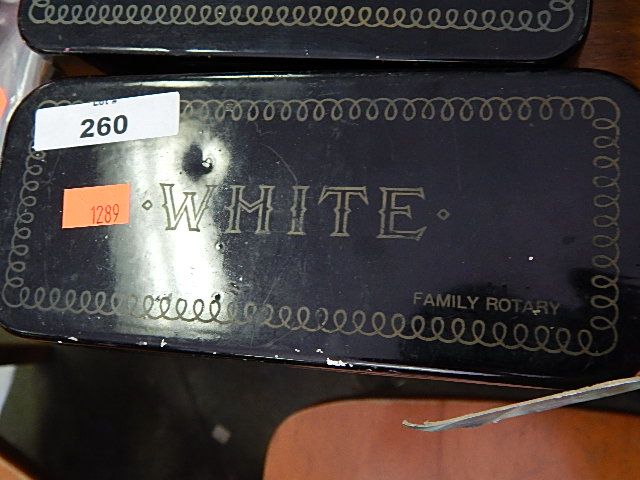 Lot #
260
1289
· WHITE ·
FAMILY ROTARY